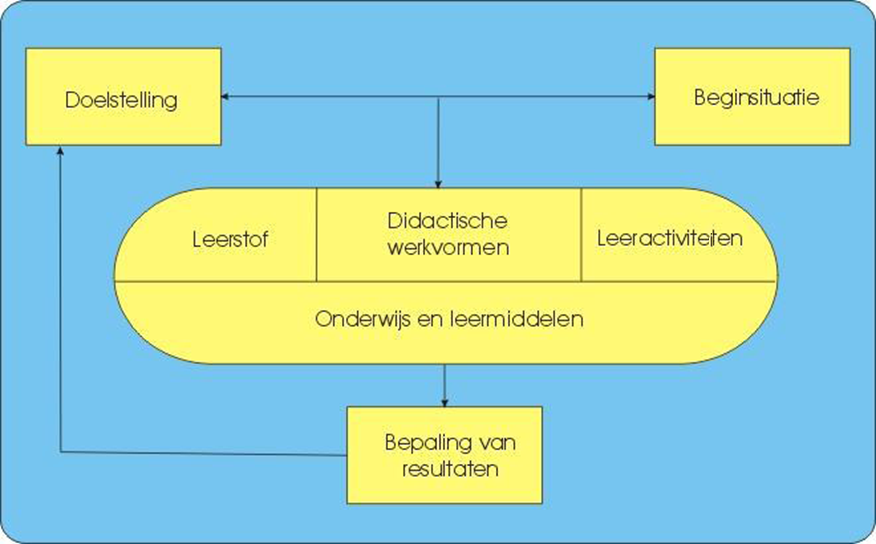 Doelstelling
Beginsituatie
Leerstof
Didactische
werkvormen
Leeractiviteiten
Onderwijs en leermiddelen
Bepaling van
resultaten